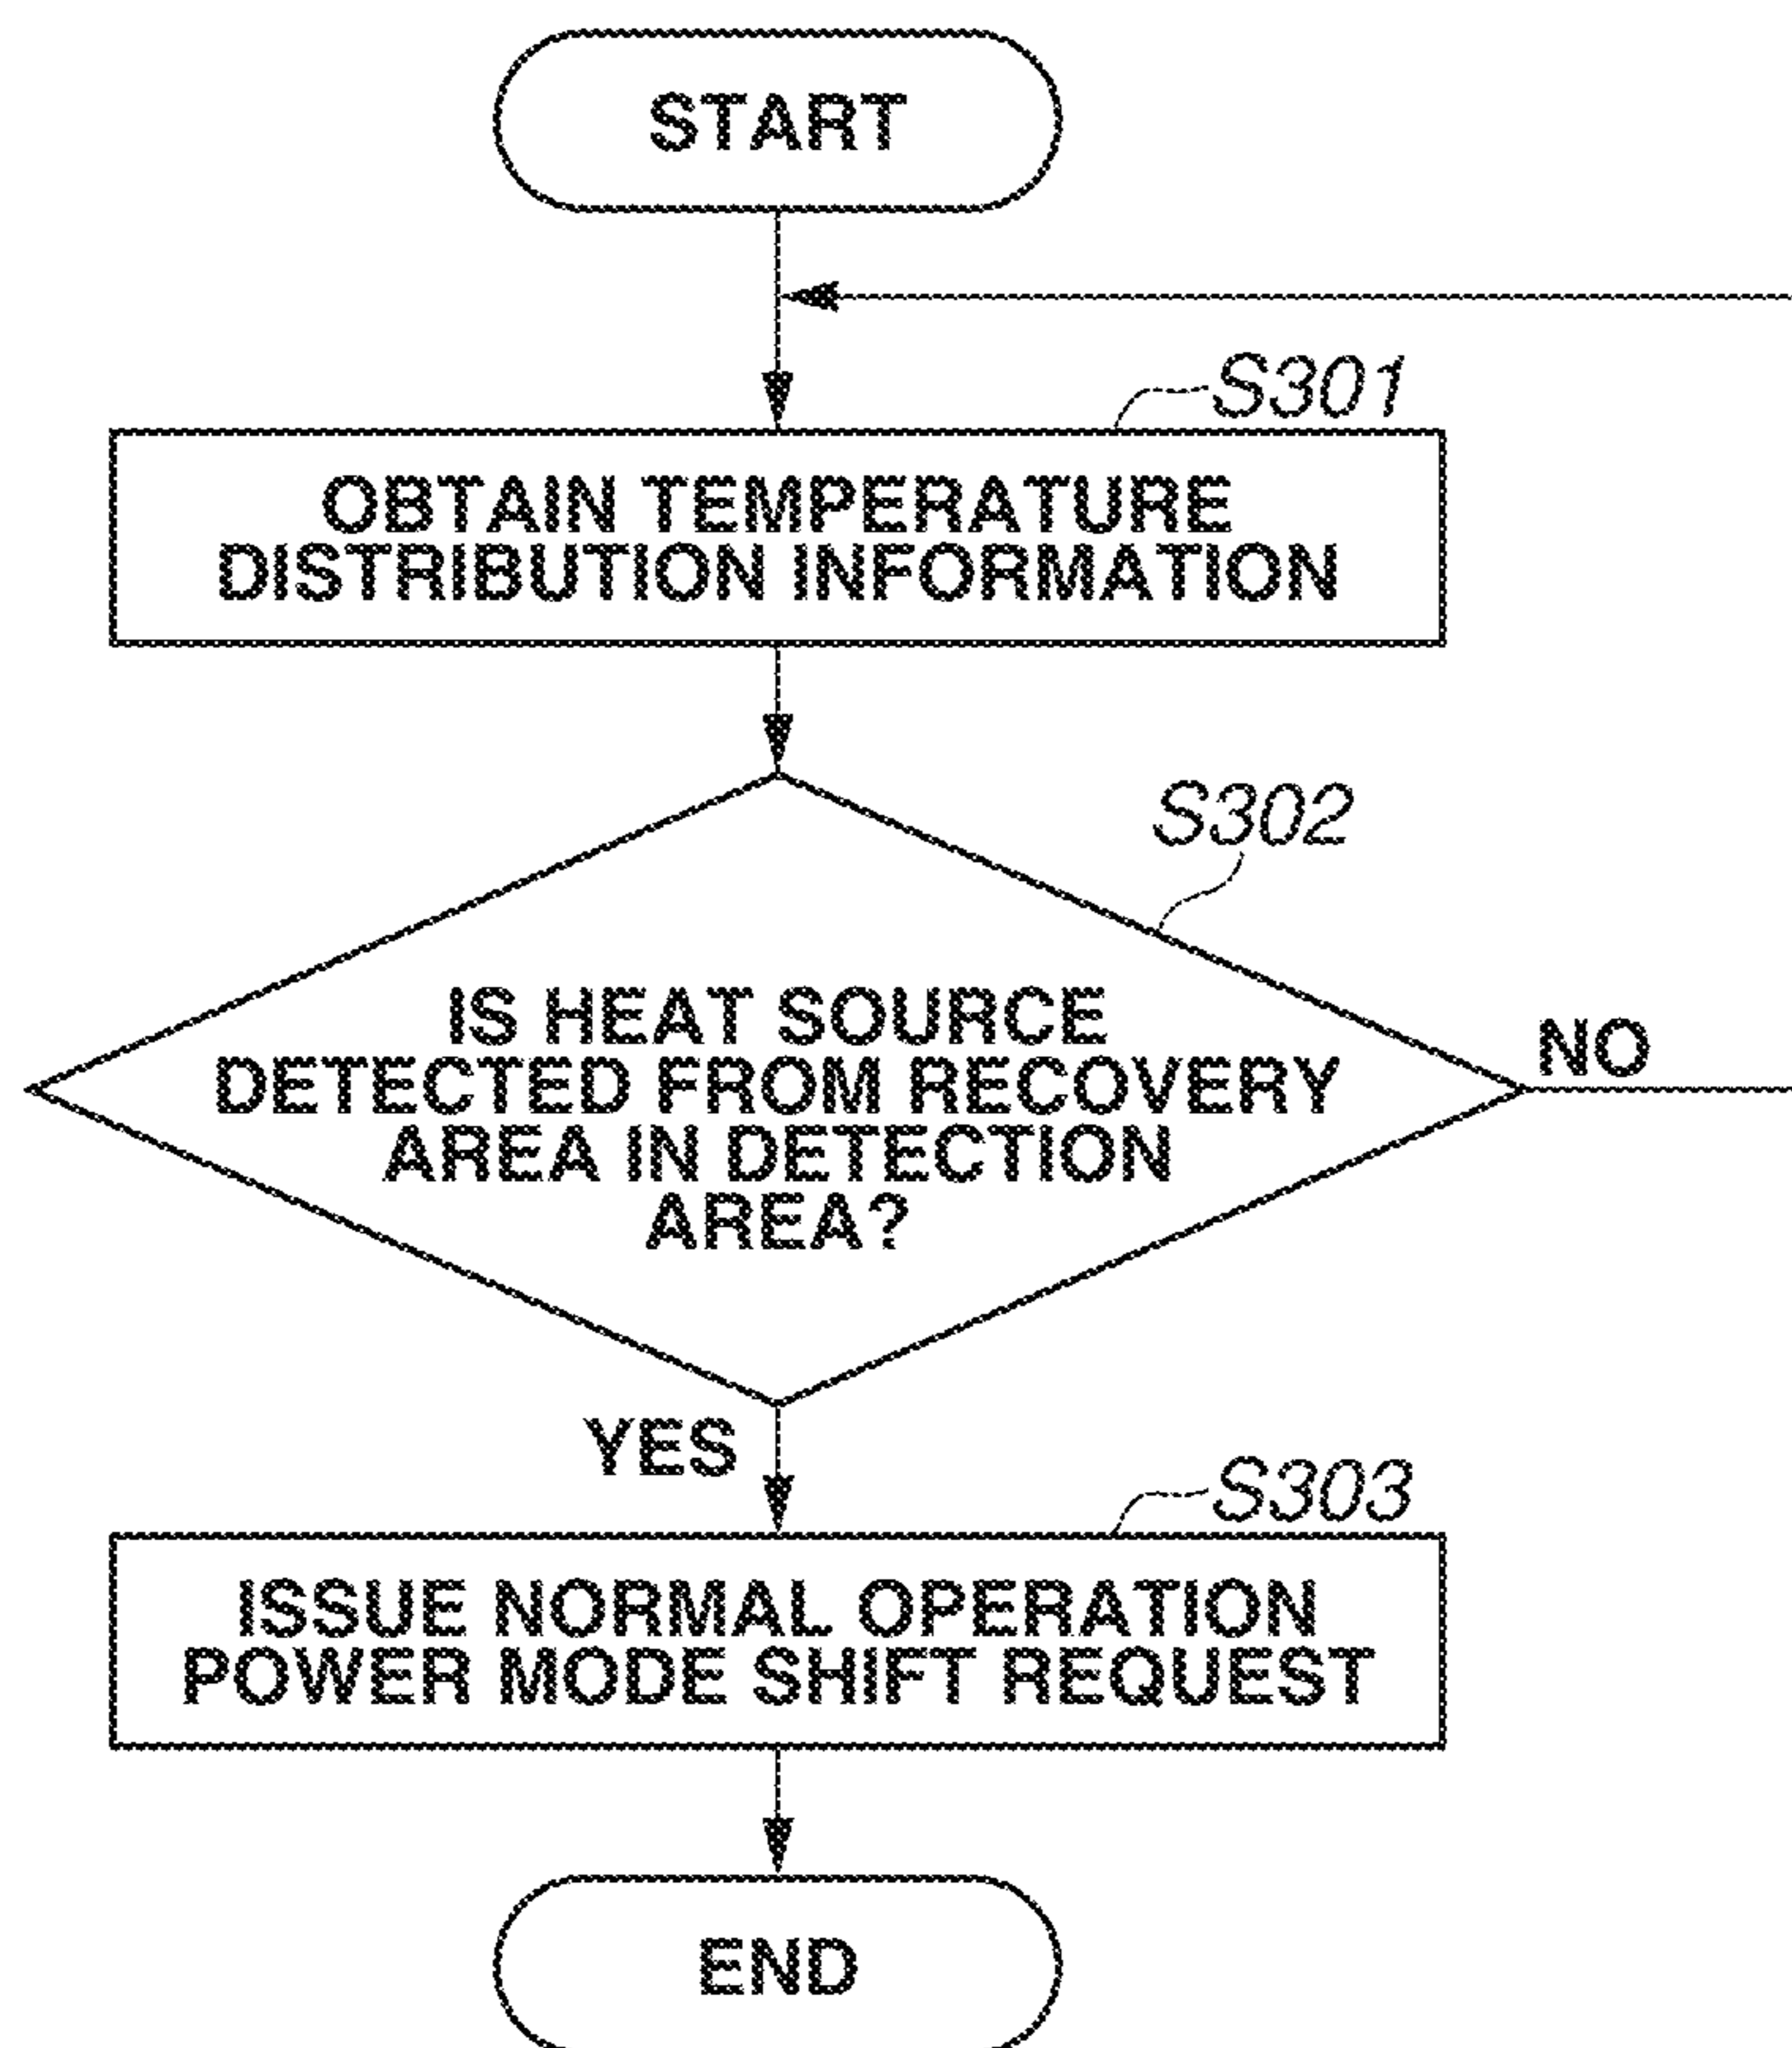 START
S301
OBTAIN TEMPERATURE
DISTRIBUTION INFORMATION
S302
IS HEAT SOURCE
DETECTED FROM RECOVERY
AREA IN DETECTION
AREA?
NO
YES
S303
ISSUE NORMAL OPERATION
POWER MODE SHIFT REQUEST
END